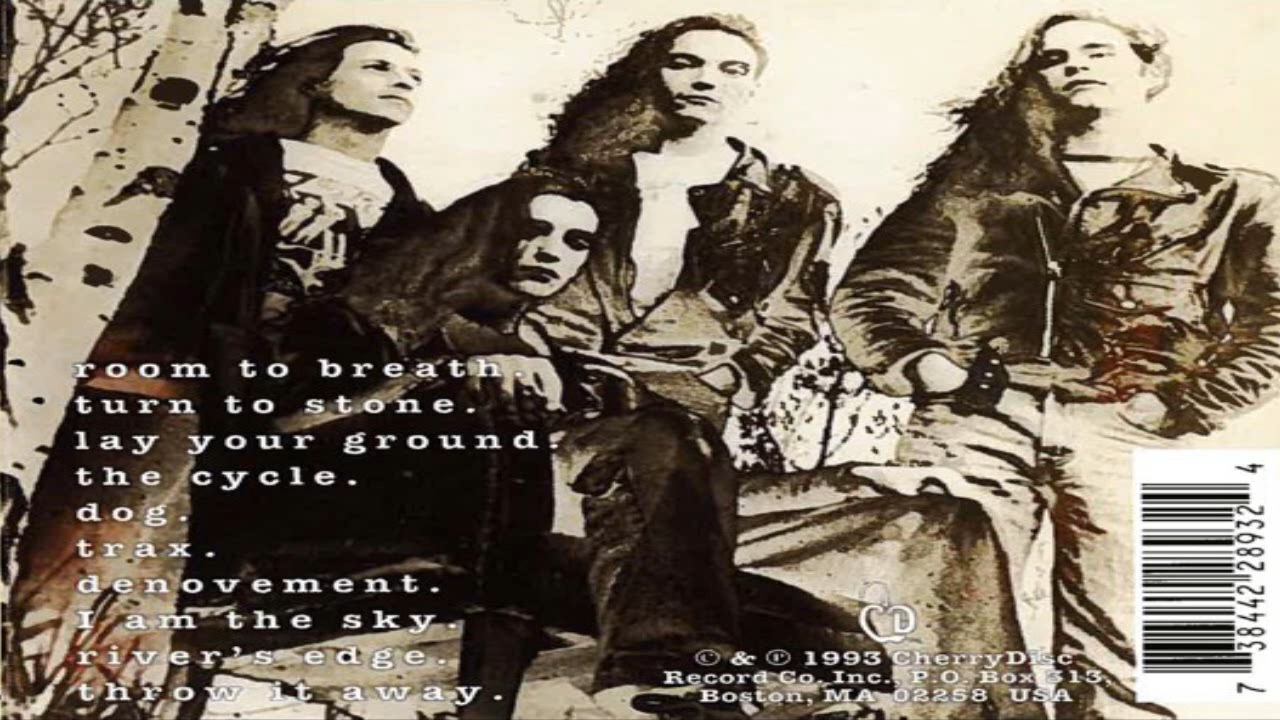 room to breath.
turn to stone.
lay your ground.
the cycle.
dog.
trax.
denovement.
I am the sky.
river's edge.
throw it away.
CD
© & ℗ 1993 CherryDisc
Record Co. Inc., P.O. Box 313,
Boston, MA 02258 USA
7 38442 28932 4